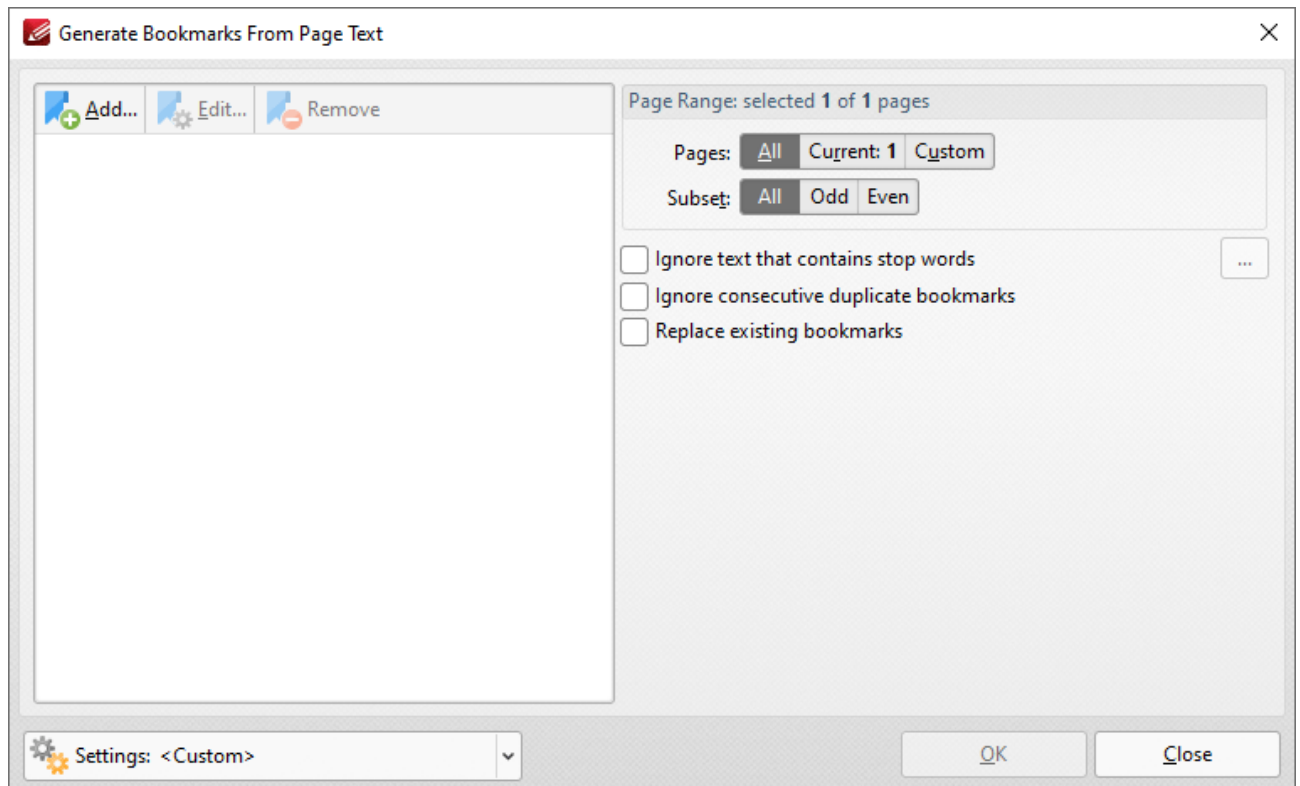 Generate Bookmarks From Page Text
Add... Edit... Remove
Page Range: selected 1 of 1 pages
Pages: All Current: 1 Custom
Subset: All Odd Even
Ignore text that contains stop words ...
Ignore consecutive duplicate bookmarks
Replace existing bookmarks
Settings: <Custom> OK Close